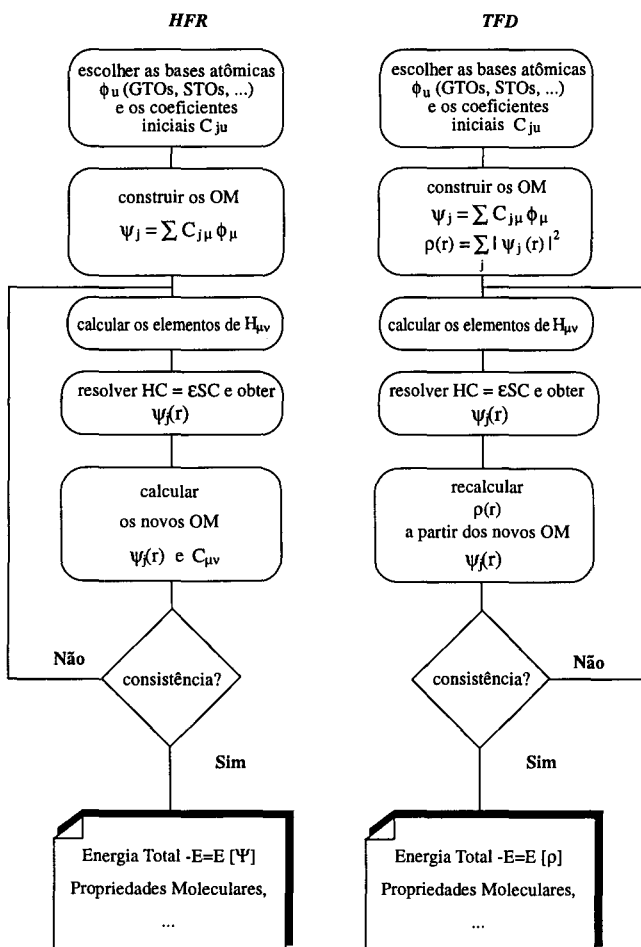 HFR
escolher as bases atômicas
ϕu (GTOs, STOs, ...)
e os coeficientes
iniciais C ju
construir os OM
ψj = Σ C jμ ϕμ
calcular os elementos de Hμν
resolver HC = εSC e obter
ψj(r)
calcular
os novos OM
ψj(r) e Cμν
consistência?
Não
Sim
Energia Total -E=E [Ψ]
Propriedades Moleculares,
...
TFD
escolher as bases atômicas
ϕu (GTOs, STOs, ...)
e os coeficientes
iniciais C ju
construir os OM
ψj = Σ C jμ ϕμ
ρ(r) = Σ | ψj (r) |²
j
calcular os elementos de Hμν
resolver HC = εSC e obter
ψj(r)
recalcular
ρ(r)
a partir dos novos OM
ψj(r)
consistência?
Não
Sim
Energia Total -E=E [ρ]
Propriedades Moleculares,
...